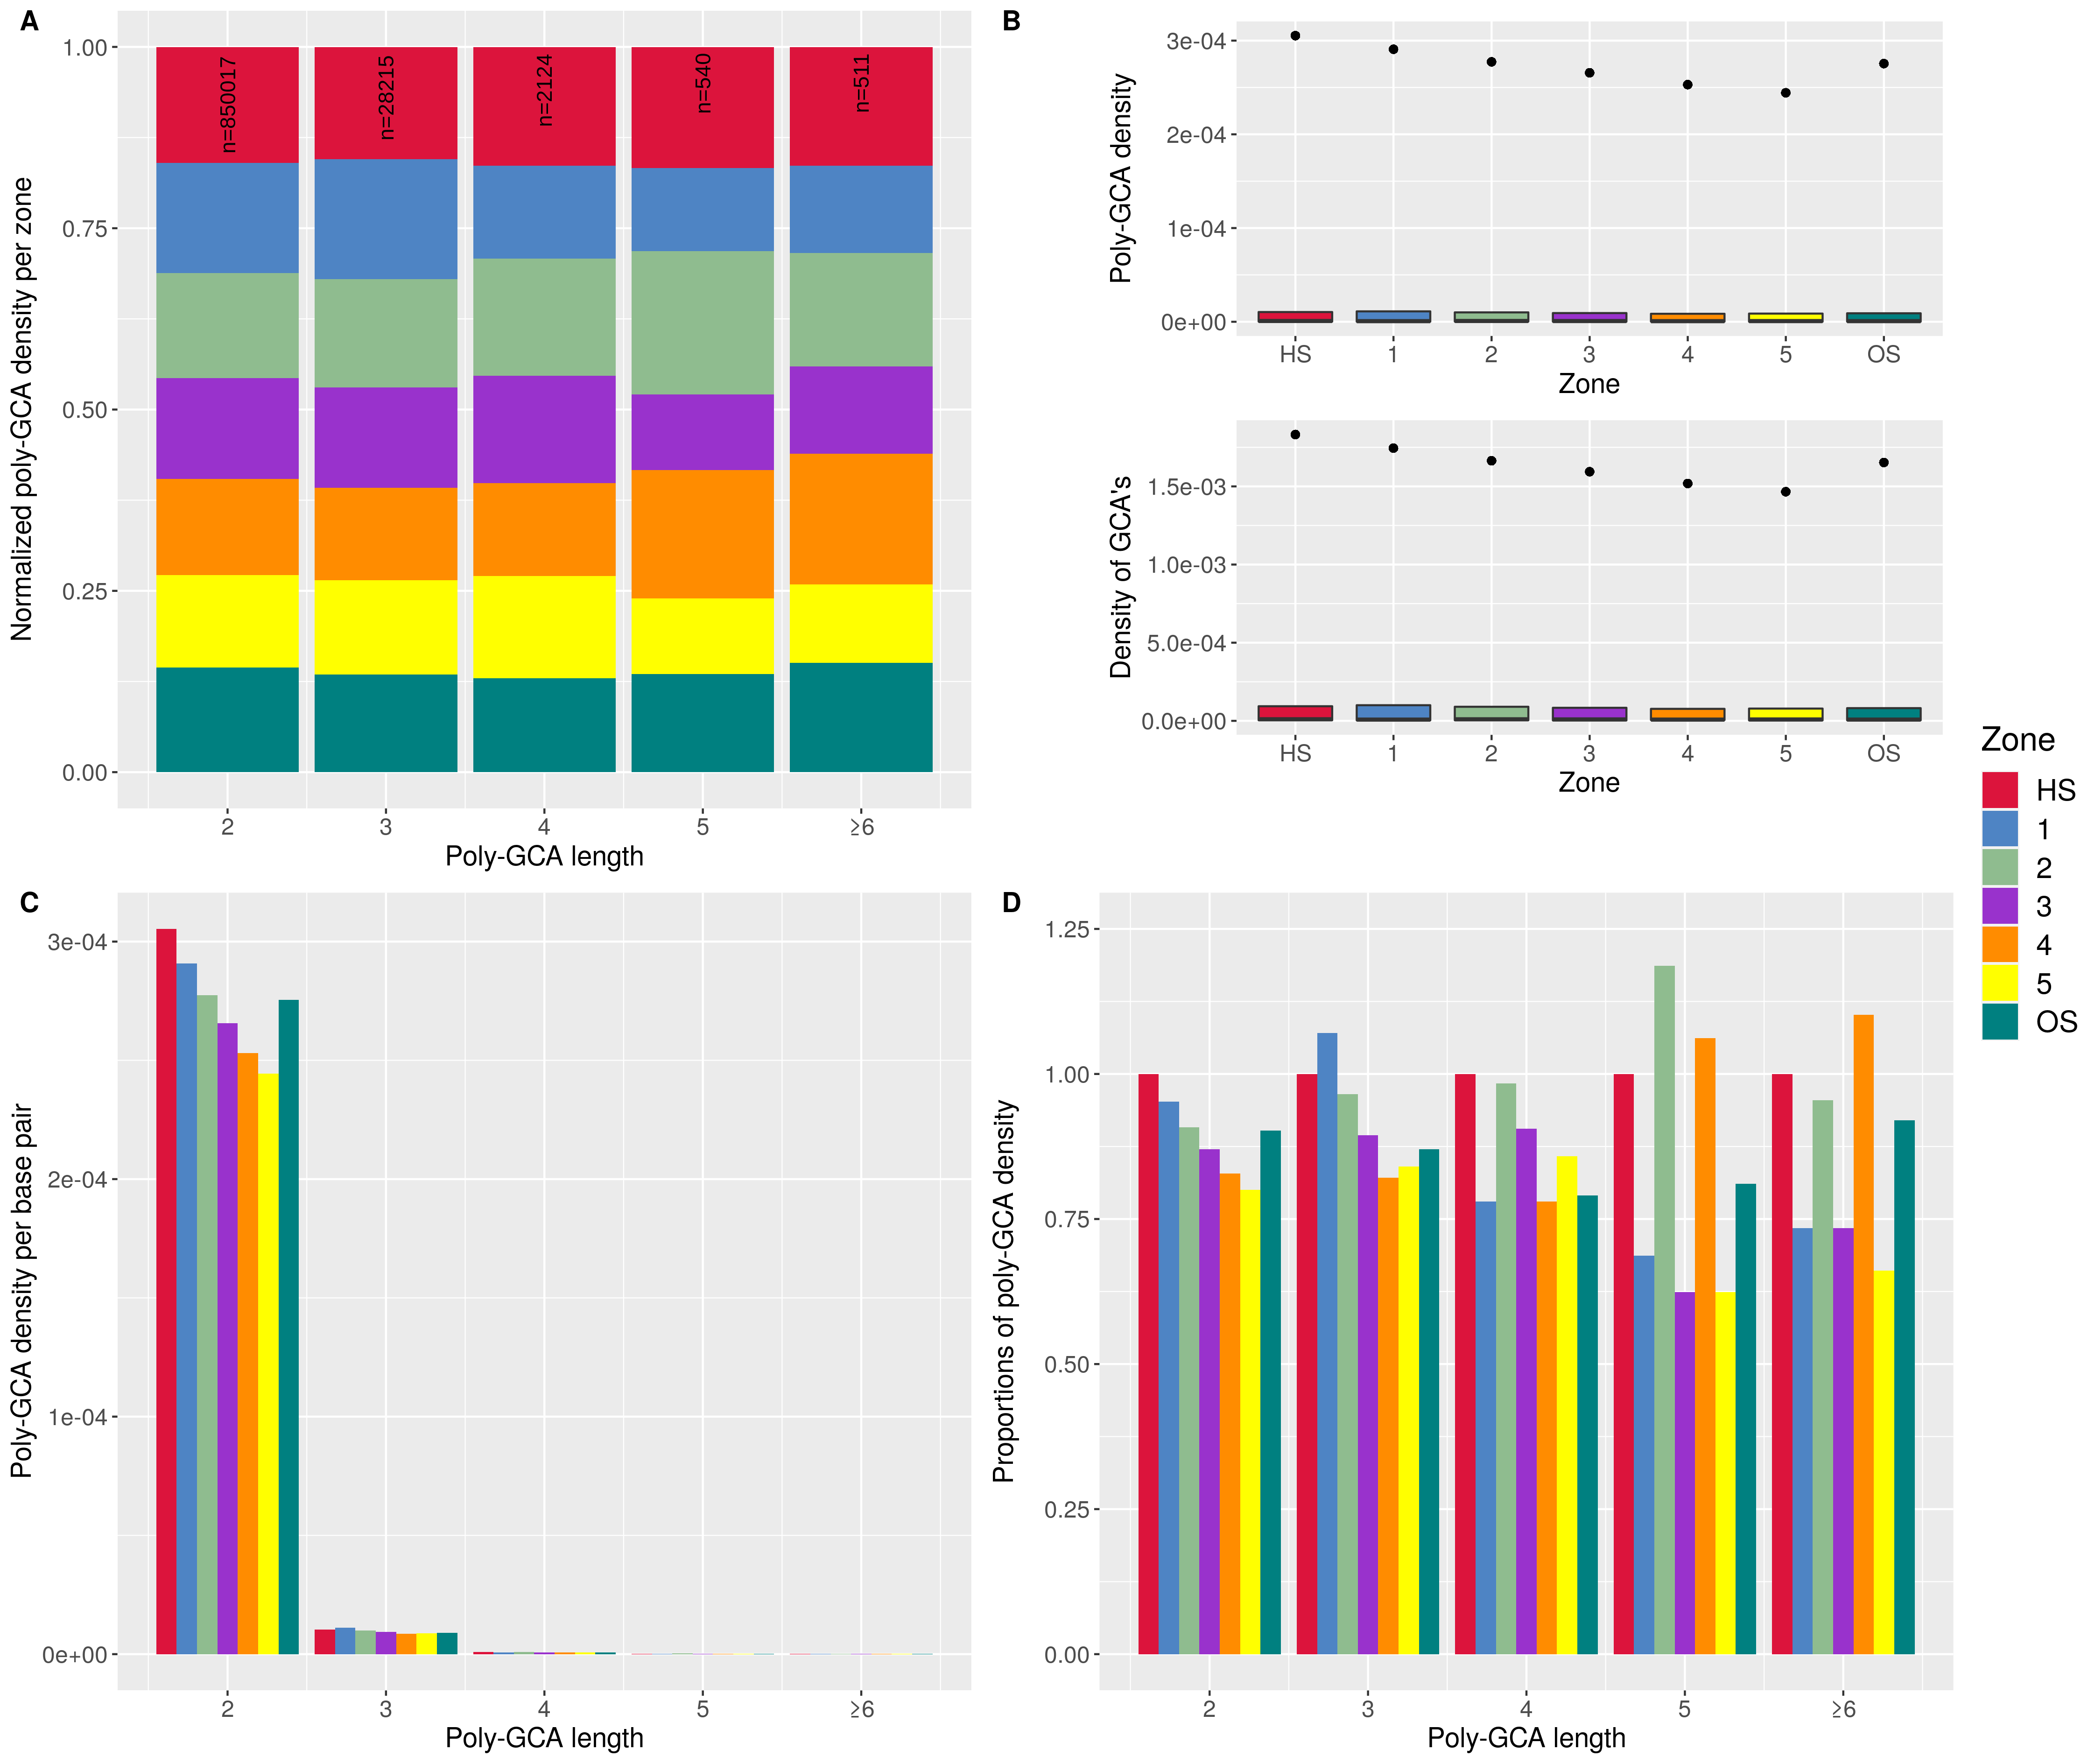 A
Normalized poly-GCA density per zone
1.00
0.75
0.50
0.25
0.00
n=850017
n=28215
n=2124
n=540
n=511
2
3
4
5
≥6
Poly-GCA length
B
Poly-GCA density
3e-04
2e-04
1e-04
0e+00
HS
1
2
3
4
5
OS
Zone
Density of GCA's
1.5e-03
1.0e-03
5.0e-04
0.0e+00
HS
1
2
3
4
5
OS
Zone
Zone
HS
1
2
3
4
5
OS
C
Poly-GCA density per base pair
3e-04
2e-04
1e-04
0e+00
2
3
4
5
≥6
Poly-GCA length
D
Proportions of poly-GCA density
1.25
1.00
0.75
0.50
0.25
0.00
2
3
4
5
≥6
Poly-GCA length